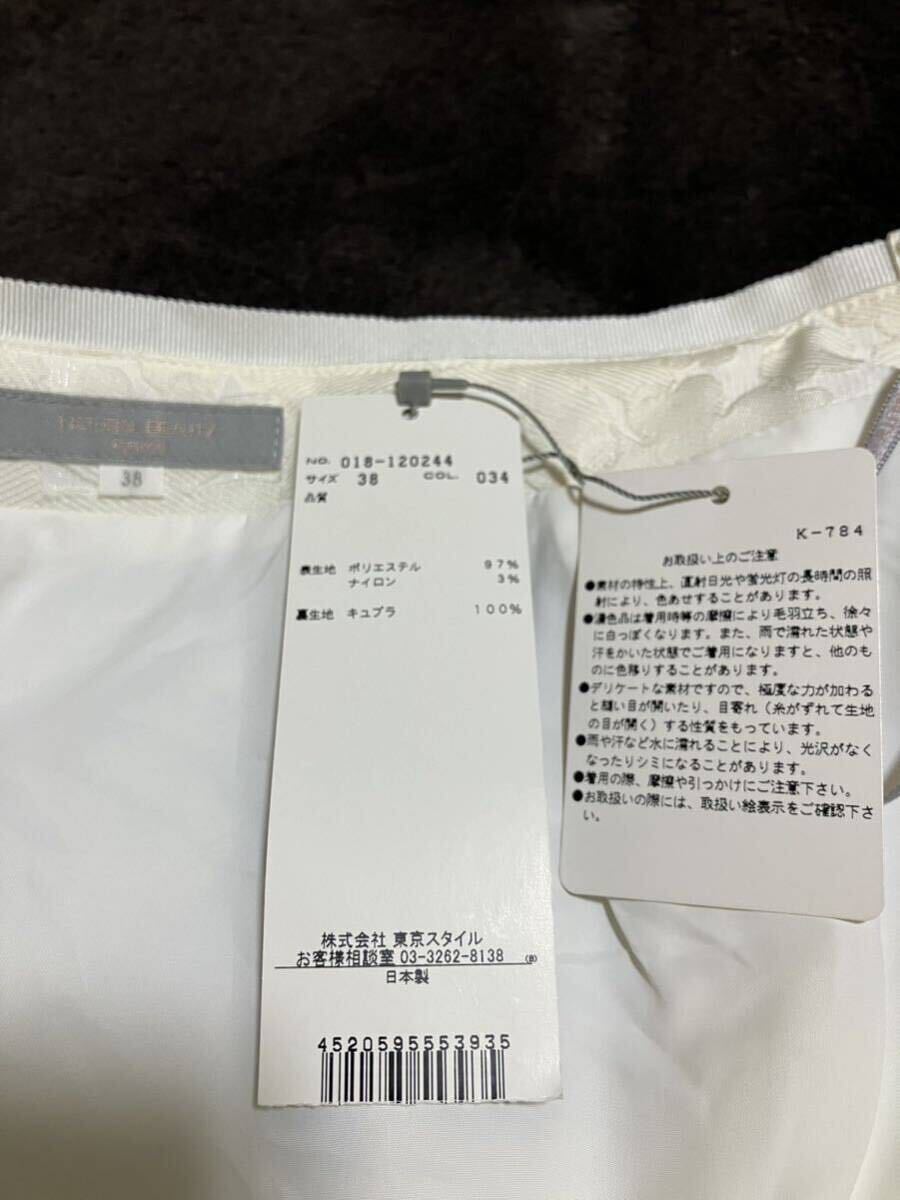 NATURAL BEAUTY
38
NO. 018-120244
サイズ 38 COL. 034
品質
表生地 ポリエステル 97%
ナイロン 3%
裏生地 キュプラ 100%
株式会社 東京スタイル
お客様相談室 03-3262-8138 (B)
日本製
4520595553935
K-784
お取扱い上のご注意
●素材の特性上、直射日光や蛍光灯の長時間の照
射により、色あせすることがあります。
●濃色品は着用時等の摩擦により毛羽立ち、徐々
に白っぽくなります。また、雨で濡れた状態や
汗をかいた状態でご着用になりますと、他のも
のに色移りすることがあります。
●デリケートな素材ですので、極度な力が加わる
と縫い目が開いたり、目寄れ（糸がずれて生地
の目が開く）する性質をもっています。
●雨や汗など水に濡れることにより、光沢がなく
なったりシミになることがあります。
●着用の際、摩擦や引っかけにご注意下さい。
●お取扱いの際には、取扱い絵表示をご確認下さ
い。